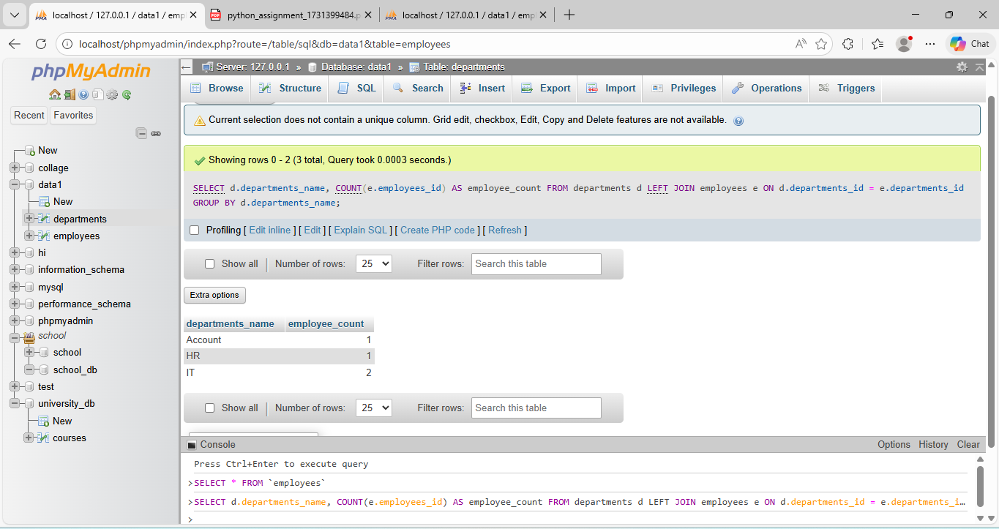 localhost / 127.0.0.1 / data1 / emp
python_assignment_1731399484.p
localhost / 127.0.0.1 / data1 / emp
localhost/phpmyadmin/index.php?route=/table/sql&db=data1&table=employees
Chat
phpMyAdmin
Recent
Favorites
New
collage
data1
New
departments
employees
hi
information_schema
mysql
performance_schema
phpmyadmin
school
school
school_db
test
university_db
New
courses
Server: 127.0.0.1 » Database: data1 » Table: departments
Browse Structure SQL Search Insert Export Import Privileges Operations Triggers
Current selection does not contain a unique column. Grid edit, checkbox, Edit, Copy and Delete features are not available.
Showing rows 0 - 2 (3 total, Query took 0.0003 seconds.)
SELECT d.departments_name, COUNT(e.employees_id) AS employee_count FROM departments d LEFT JOIN employees e ON d.departments_id = e.departments_id
GROUP BY d.departments_name;
Profiling [ Edit inline ] [ Edit ] [ Explain SQL ] [ Create PHP code ] [ Refresh ]
Show all | Number of rows: 25 Filter rows: Search this table
Extra options
departments_name employee_count
Account 1
HR 1
IT 2
Show all | Number of rows: 25 Filter rows: Search this table
Console Options History Clear
Press Ctrl+Enter to execute query
>SELECT * FROM `employees`
>SELECT d.departments_name, COUNT(e.employees_id) AS employee_count FROM departments d LEFT JOIN employees e ON d.departments_id = e.departments_i…
>